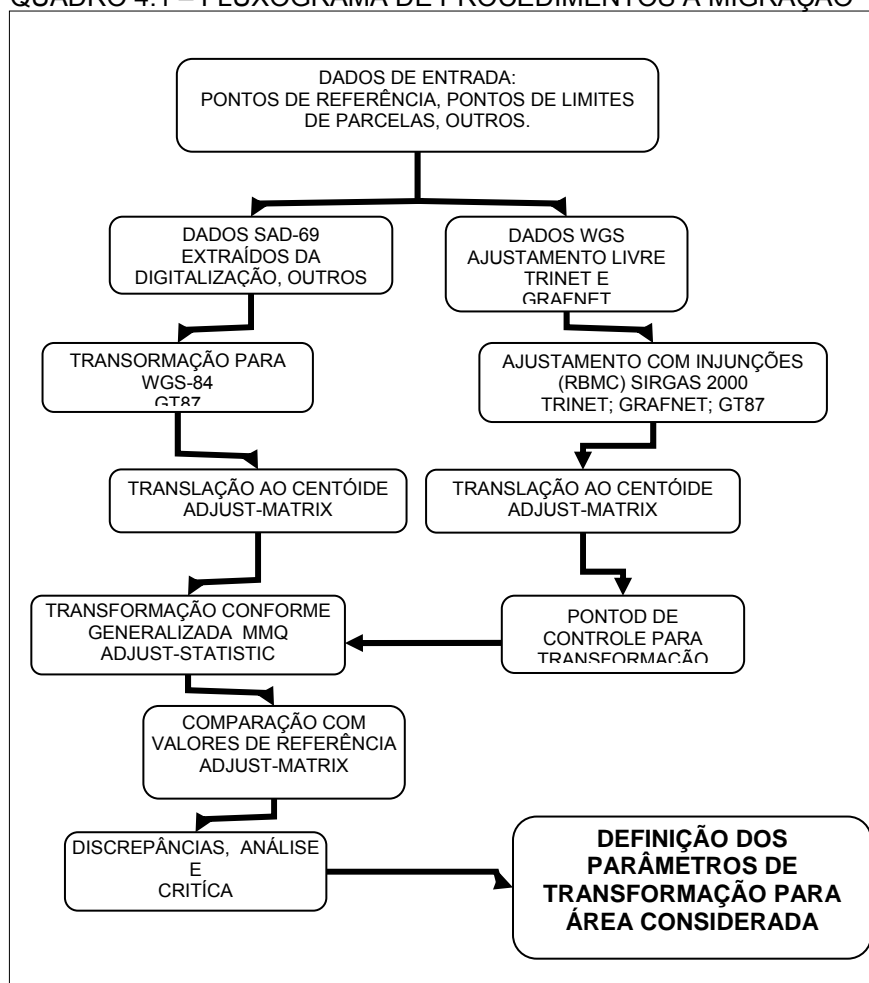 QUADRO 4.1 – FLUXOGRAMA DE PROCEDIMENTOS À MIGRAÇÃO
DADOS DE ENTRADA:
PONTOS DE REFERÊNCIA, PONTOS DE LIMITES
DE PARCELAS, OUTROS.
DADOS SAD-69
EXTRAÍDOS DA
DIGITALIZAÇÃO, OUTROS
DADOS WGS
AJUSTAMENTO LIVRE
TRINET E
GRAFNET
TRANSORMAÇÃO PARA
WGS-84
GT87
AJUSTAMENTO COM INJUNÇÕES
(RBMC) SIRGAS 2000
TRINET; GRAFNET; GT87
TRANSLAÇÃO AO CENTÓIDE
ADJUST-MATRIX
TRANSLAÇÃO AO CENTÓIDE
ADJUST-MATRIX
TRANSFORMAÇÃO CONFORME
GENERALIZADA MMQ
ADJUST-STATISTIC
PONTOD DE
CONTROLE PARA
TRANSFORMAÇÃO
COMPARAÇÃO COM
VALORES DE REFERÊNCIA
ADJUST-MATRIX
DISCREPÂNCIAS, ANÁLISE
E
CRITÍCA
DEFINIÇÃO DOS
PARÂMETROS DE
TRANSFORMAÇÃO PARA
ÁREA CONSIDERADA